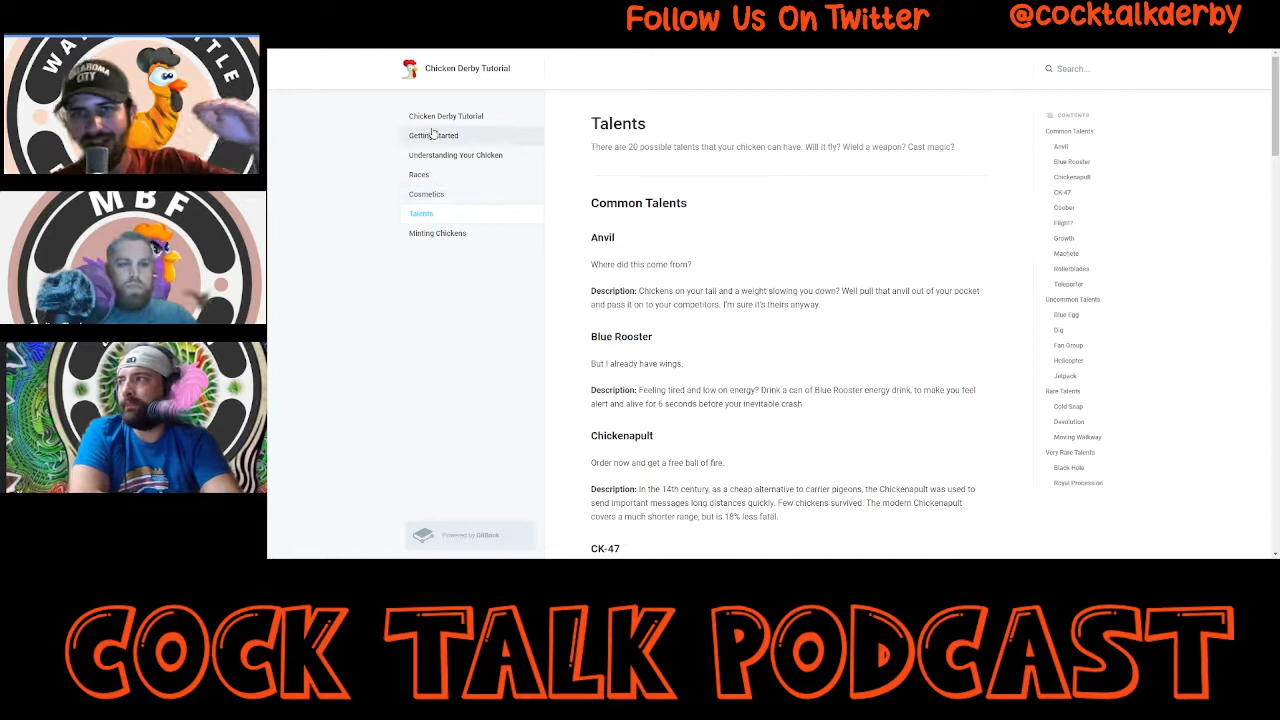 Follow Us On Twitter
@cocktalkderby
OKLAHOMA
CITY
MBF
Chicken Derby Tutorial
Search...
Chicken Derby Tutorial
Getting Started
Understanding Your Chicken
Races
Cosmetics
Talents
Minting Chickens
Powered by GitBook
Talents
There are 20 possible talents that your chicken can have. Will it fly? Wield a weapon? Cast magic?
Common Talents
Anvil
Where did this come from?
Description: Chickens on your tail and a weight slowing you down? Well pull that anvil out of your pocket
and pass it on to your competitors. I'm sure it's theirs anyway.
Blue Rooster
But I already have wings.
Description: Feeling tired and low on energy? Drink a can of Blue Rooster energy drink, to make you feel
alert and alive for 6 seconds before your inevitable crash
Chickenapult
Order now and get a free ball of fire.
Description: In the 14th century, as a cheap alternative to carrier pigeons, the Chickenapult was used to
send important messages long distances quickly. Few chickens survived. The modern Chickenapult
covers a much shorter range, but is 18% less fatal.
CK-47
CONTENTS
Common Talents
Anvil
Blue Rooster
Chickenapult
CK-47
Coober
Flight?
Growth
Machete
Rollerblades
Teleporter
Uncommon Talents
Blue Egg
Dig
Fan Group
Helicopter
Jetpack
Rare Talents
Cold Snap
Devolution
Moving Walkway
Very Rare Talents
Black Hole
Royal Procession
COCK TALK PODCAST